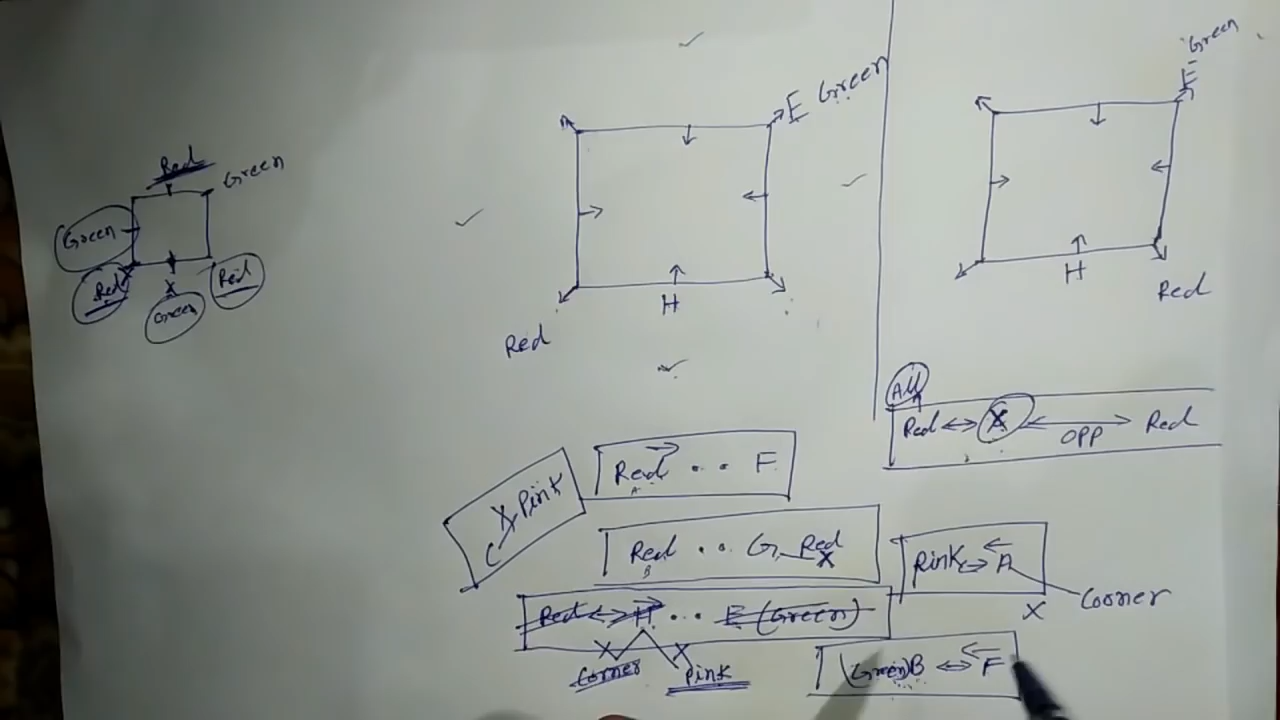 Red
Green
Green
Red
X
Green
Red
E Green
H
Red
Green
E
H
Red
All
Red ↔ X ↔ Red
OPP
X Pink
C
Red . . F
A
Red . . G Red
B X
Pink ↔ A
Corner
X
Red ↔ H . . . E (Green)
X X
Corner Pink
(Green) B ↔ F